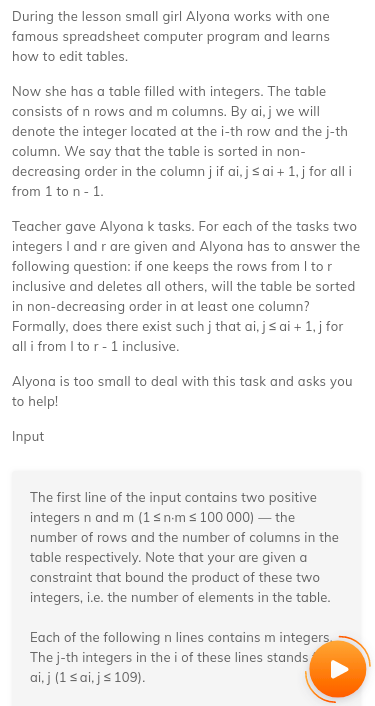 During the lesson small girl Alyona works with one
famous spreadsheet computer program and learns
how to edit tables.
Now she has a table filled with integers. The table
consists of n rows and m columns. By ai, j we will
denote the integer located at the i-th row and the j-th
column. We say that the table is sorted in non-
decreasing order in the column j if ai, j ≤ ai + 1, j for all i
from 1 to n - 1.
Teacher gave Alyona k tasks. For each of the tasks two
integers l and r are given and Alyona has to answer the
following question: if one keeps the rows from l to r
inclusive and deletes all others, will the table be sorted
in non-decreasing order in at least one column?
Formally, does there exist such j that ai, j ≤ ai + 1, j for
all i from l to r - 1 inclusive.
Alyona is too small to deal with this task and asks you
to help!
Input
The first line of the input contains two positive
integers n and m (1 ≤ n·m ≤ 100 000) — the
number of rows and the number of columns in the
table respectively. Note that your are given a
constraint that bound the product of these two
integers, i.e. the number of elements in the table.
Each of the following n lines contains m integers.
The j-th integers in the i of these lines stands
ai, j (1 ≤ ai, j ≤ 109).